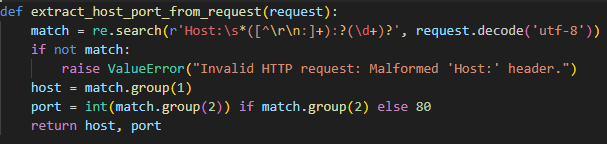 def extract_host_port_from_request(request):
    match = re.search(r'Host:\s*([^\r\n:]+):?(\d+)?', request.decode('utf-8'))
    if not match:
        raise ValueError("Invalid HTTP request: Malformed 'Host:' header.")
    host = match.group(1)
    port = int(match.group(2)) if match.group(2) else 80
    return host, port